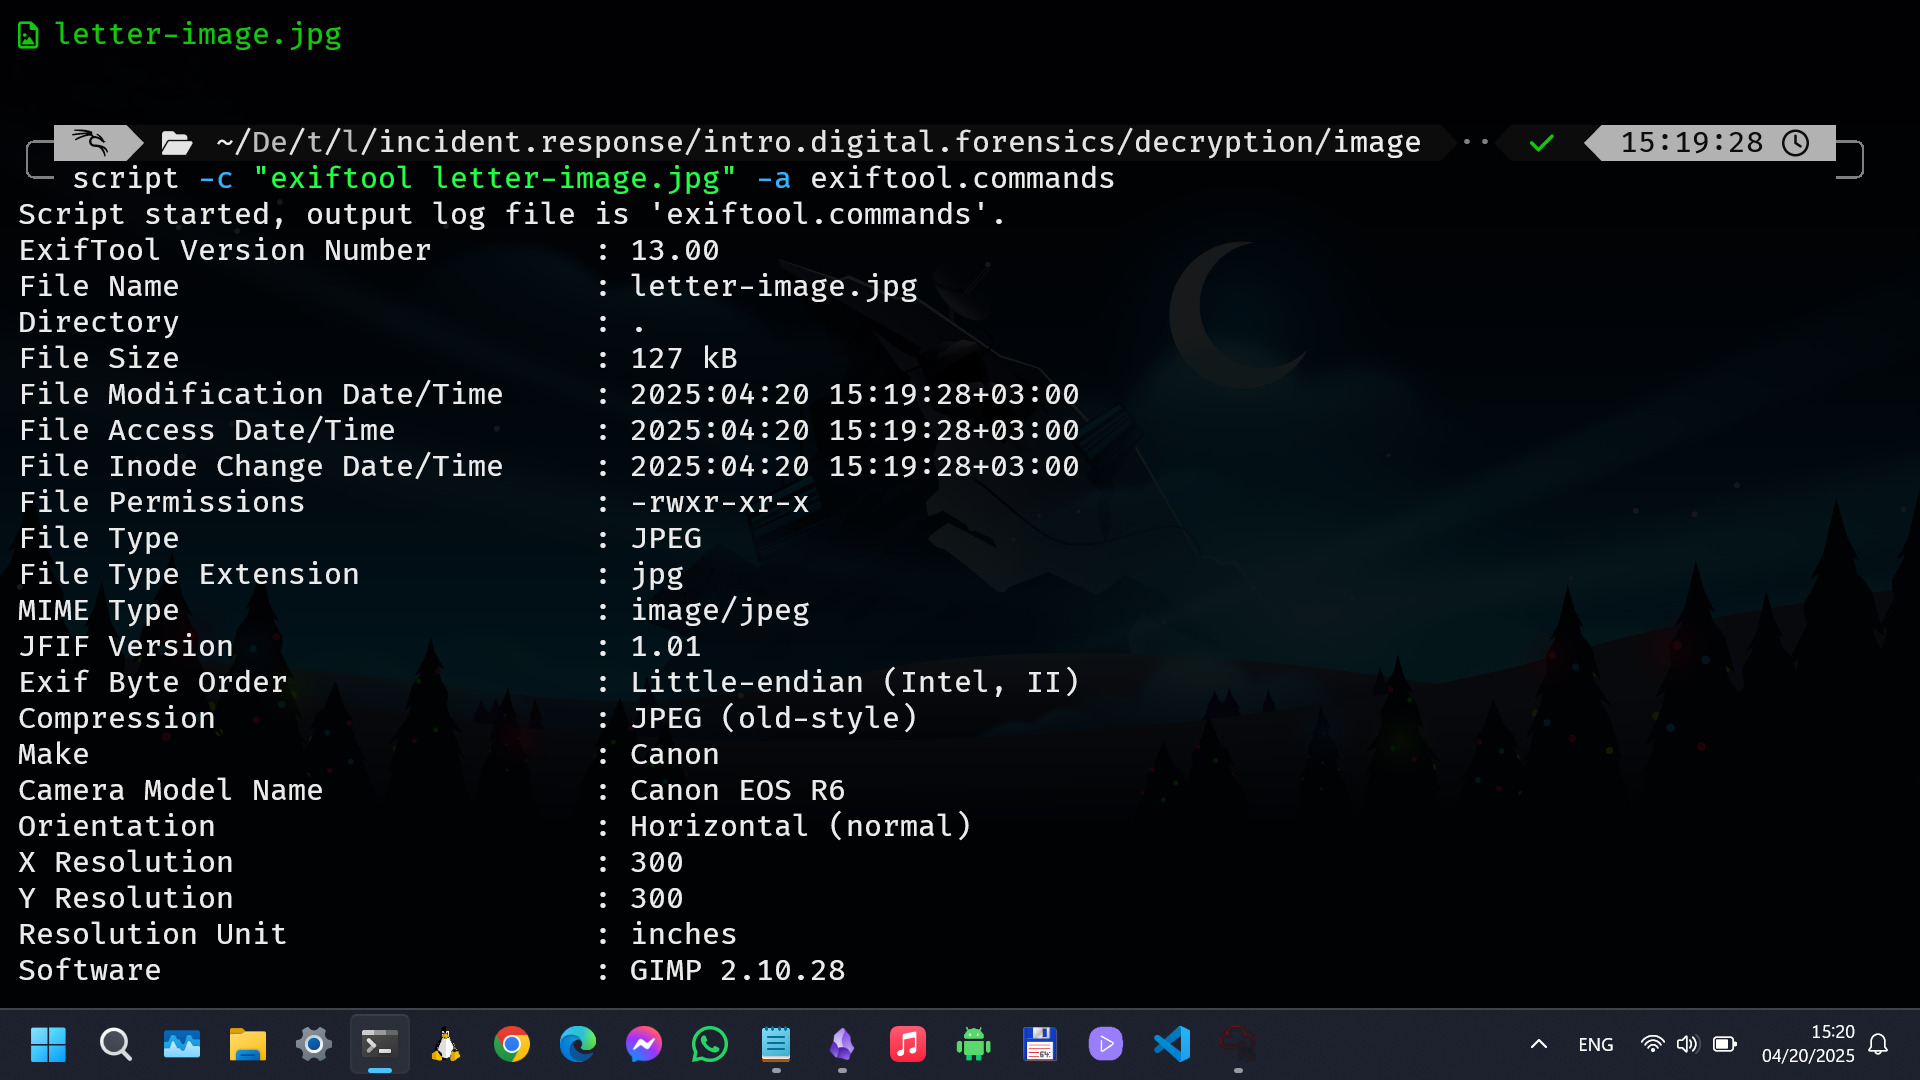 letter-image.jpg
~/De/t/l/incident.response/intro.digital.forensics/decryption/image ·· 15:19:28
script -c "exiftool letter-image.jpg" -a exiftool.commands
Script started, output log file is 'exiftool.commands'.
ExifTool Version Number : 13.00
File Name : letter-image.jpg
Directory : .
File Size : 127 kB
File Modification Date/Time : 2025:04:20 15:19:28+03:00
File Access Date/Time : 2025:04:20 15:19:28+03:00
File Inode Change Date/Time : 2025:04:20 15:19:28+03:00
File Permissions : -rwxr-xr-x
File Type : JPEG
File Type Extension : jpg
MIME Type : image/jpeg
JFIF Version : 1.01
Exif Byte Order : Little-endian (Intel, II)
Compression : JPEG (old-style)
Make : Canon
Camera Model Name : Canon EOS R6
Orientation : Horizontal (normal)
X Resolution : 300
Y Resolution : 300
Resolution Unit : inches
Software : GIMP 2.10.28
64
ENG
15:20
04/20/2025